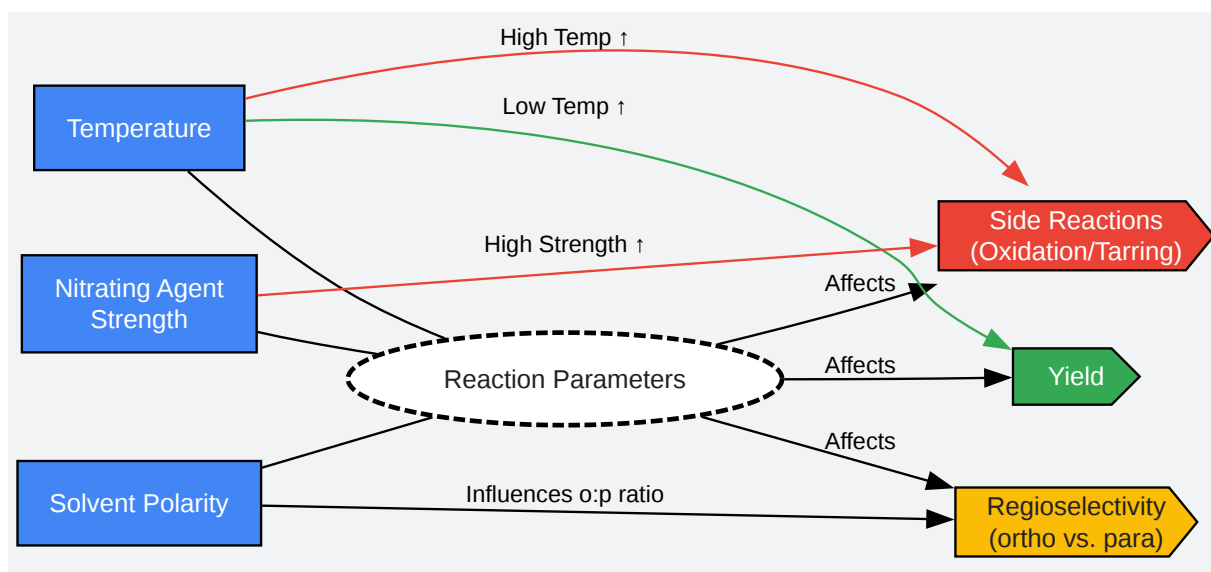 High Temp ↑
Temperature
Low Temp ↑
Side Reactions
(Oxidation/Tarring)
High Strength ↑
Nitrating Agent
Strength
Affects
Reaction Parameters
Affects
Yield
Affects
Solvent Polarity
Influences o:p ratio
Regioselectivity
(ortho vs. para)